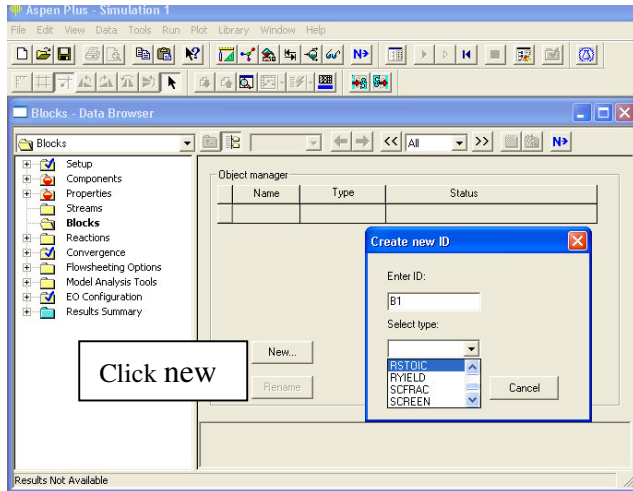 Aspen Plus - Simulation 1
File Edit View Data Tools Run Plot Library Window Help
N>
Blocks - Data Browser
Blocks
<< All >> N>
Setup
Components
Properties
Streams
Blocks
Reactions
Convergence
Flowsheeting Options
Model Analysis Tools
EO Configuration
Results Summary
Object manager
Name Type Status
Create new ID
Enter ID:
B1
Select type:
RSTOIC
RYIELD
SCFRAC
SCREEN
Cancel
New...
Rename
Click new
Results Not Available